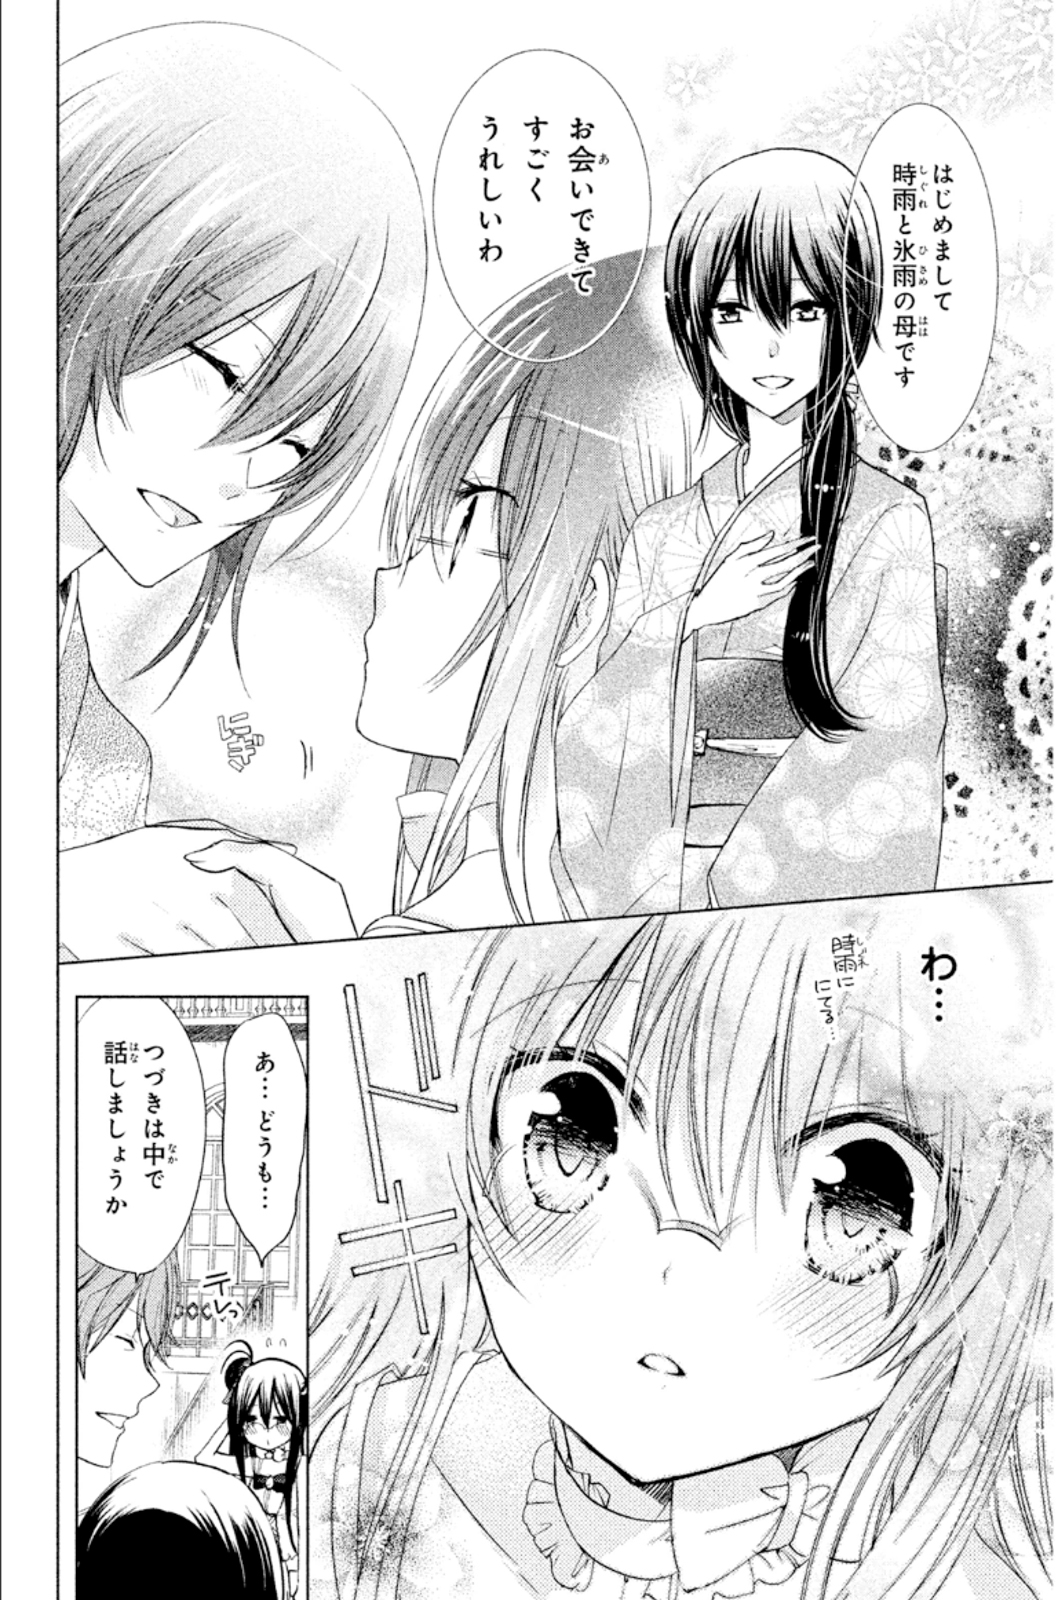 はじめまして
時雨と氷雨の母です
お会いできて
すごく
うれしいわ
にぎ
わ…
時雨に
にてる…
ドキ
あ…どうも…
テレっ
つづきは中で
話しましょうか